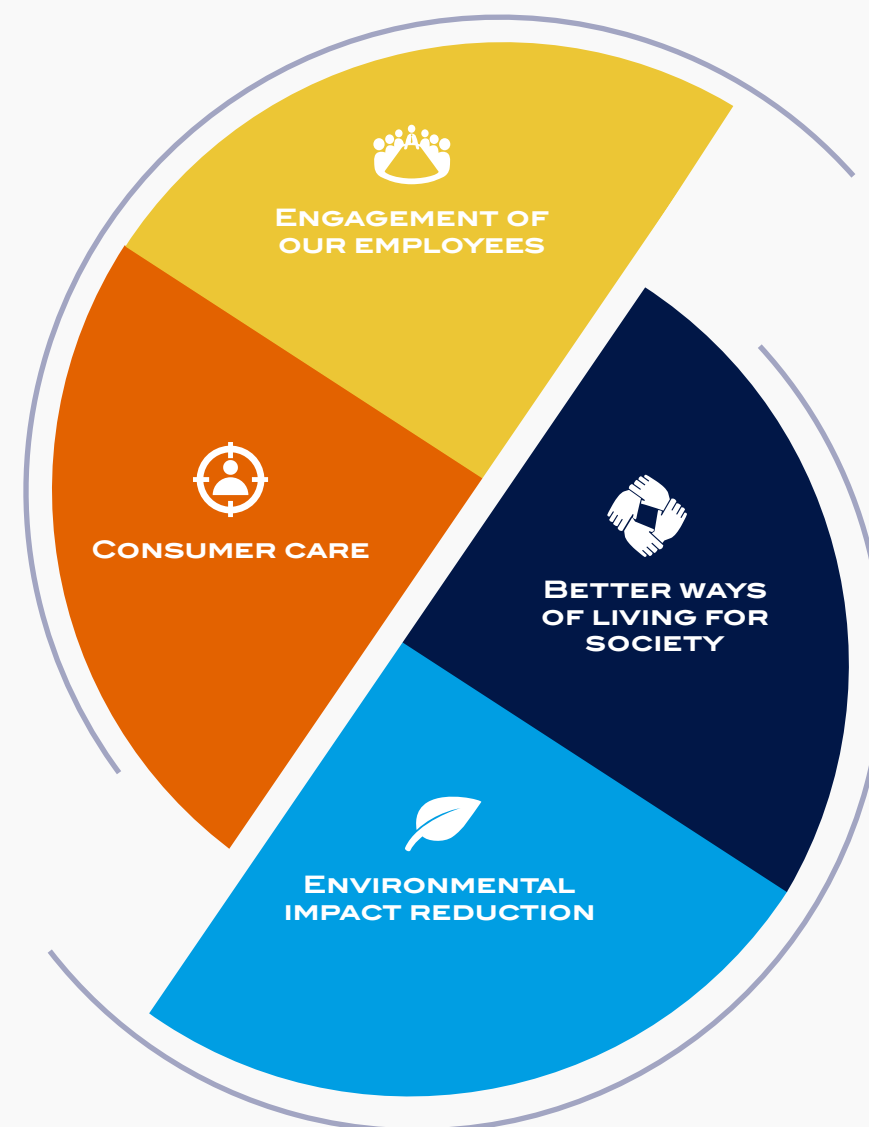 Engagement of
our employees
Consumer care
Better ways
of living for
society
Environmental
impact reduction